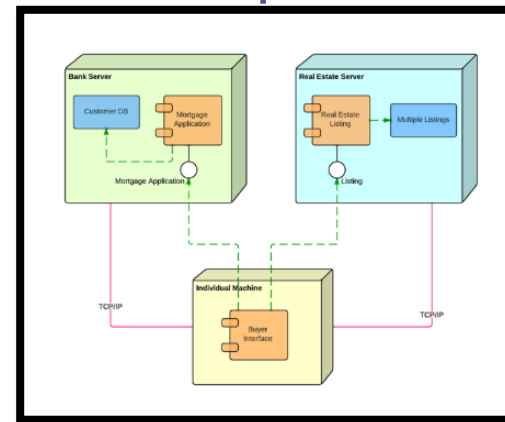 Bank Server
Customer DB
Mortgage
Application
Mortgage Application
Real Estate Server
Real Estate
Listing
Multiple Listings
Listing
TCP/IP
TCP/IP
Individual Machine
Buyer
Interface